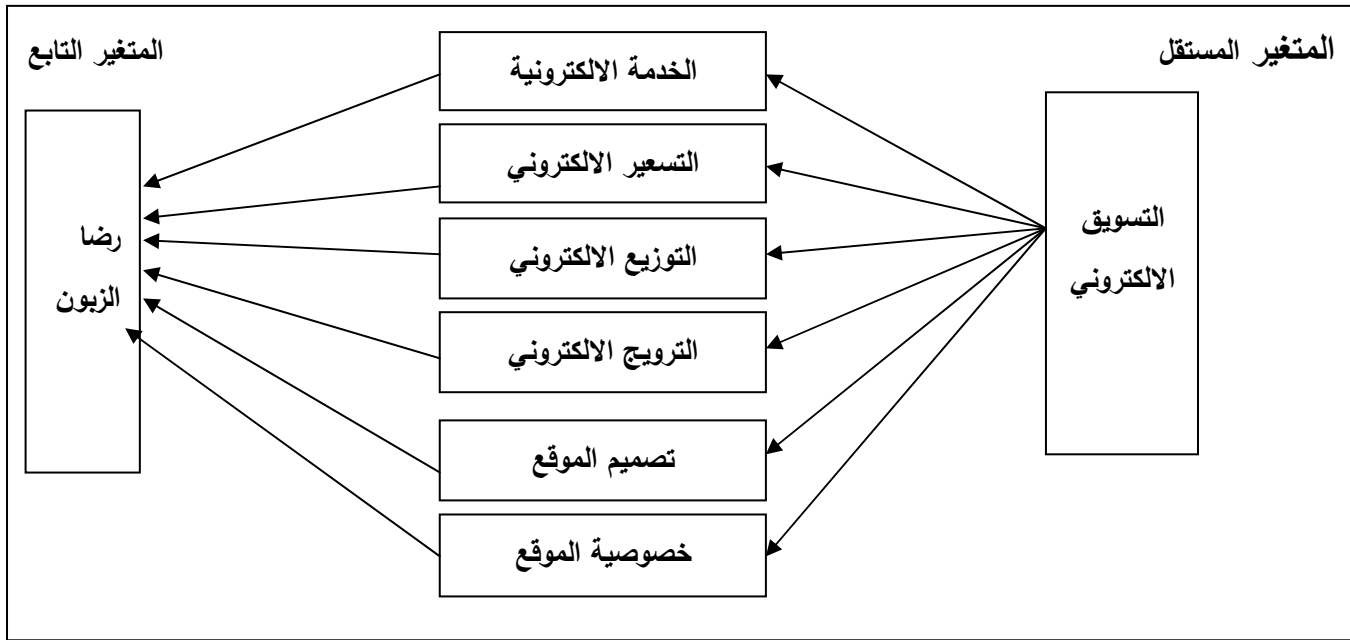 المتغير المستقل
المتغير التابع
التسويق
الالكتروني
الخدمة الالكترونية
التسعير الالكتروني
التوزيع الالكتروني
الترويج الالكتروني
تصميم الموقع
خصوصية الموقع
رضا
الزبون